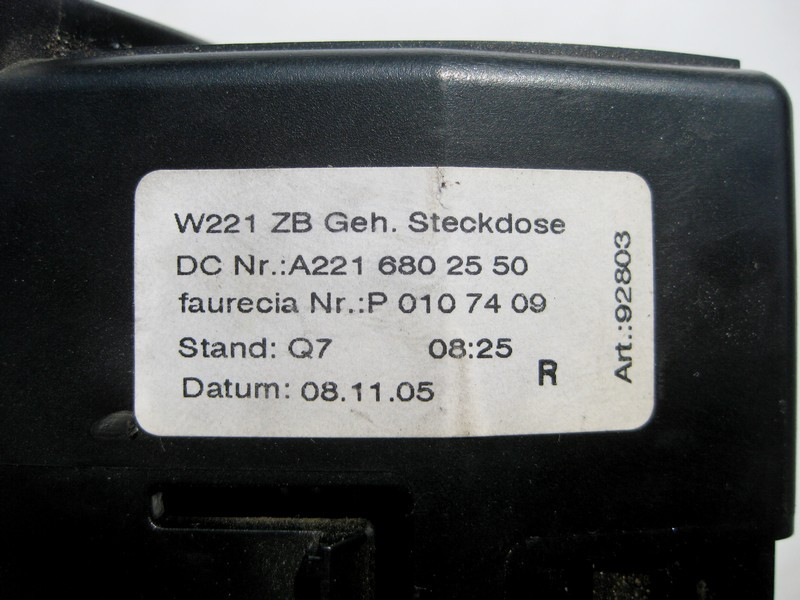 W221 ZB Geh. Steckdose
DC Nr.:A221 680 25 50
faurecia Nr.:P 010 74 09
Stand: Q7 08:25
Datum: 08.11.05
R
Art.:92803